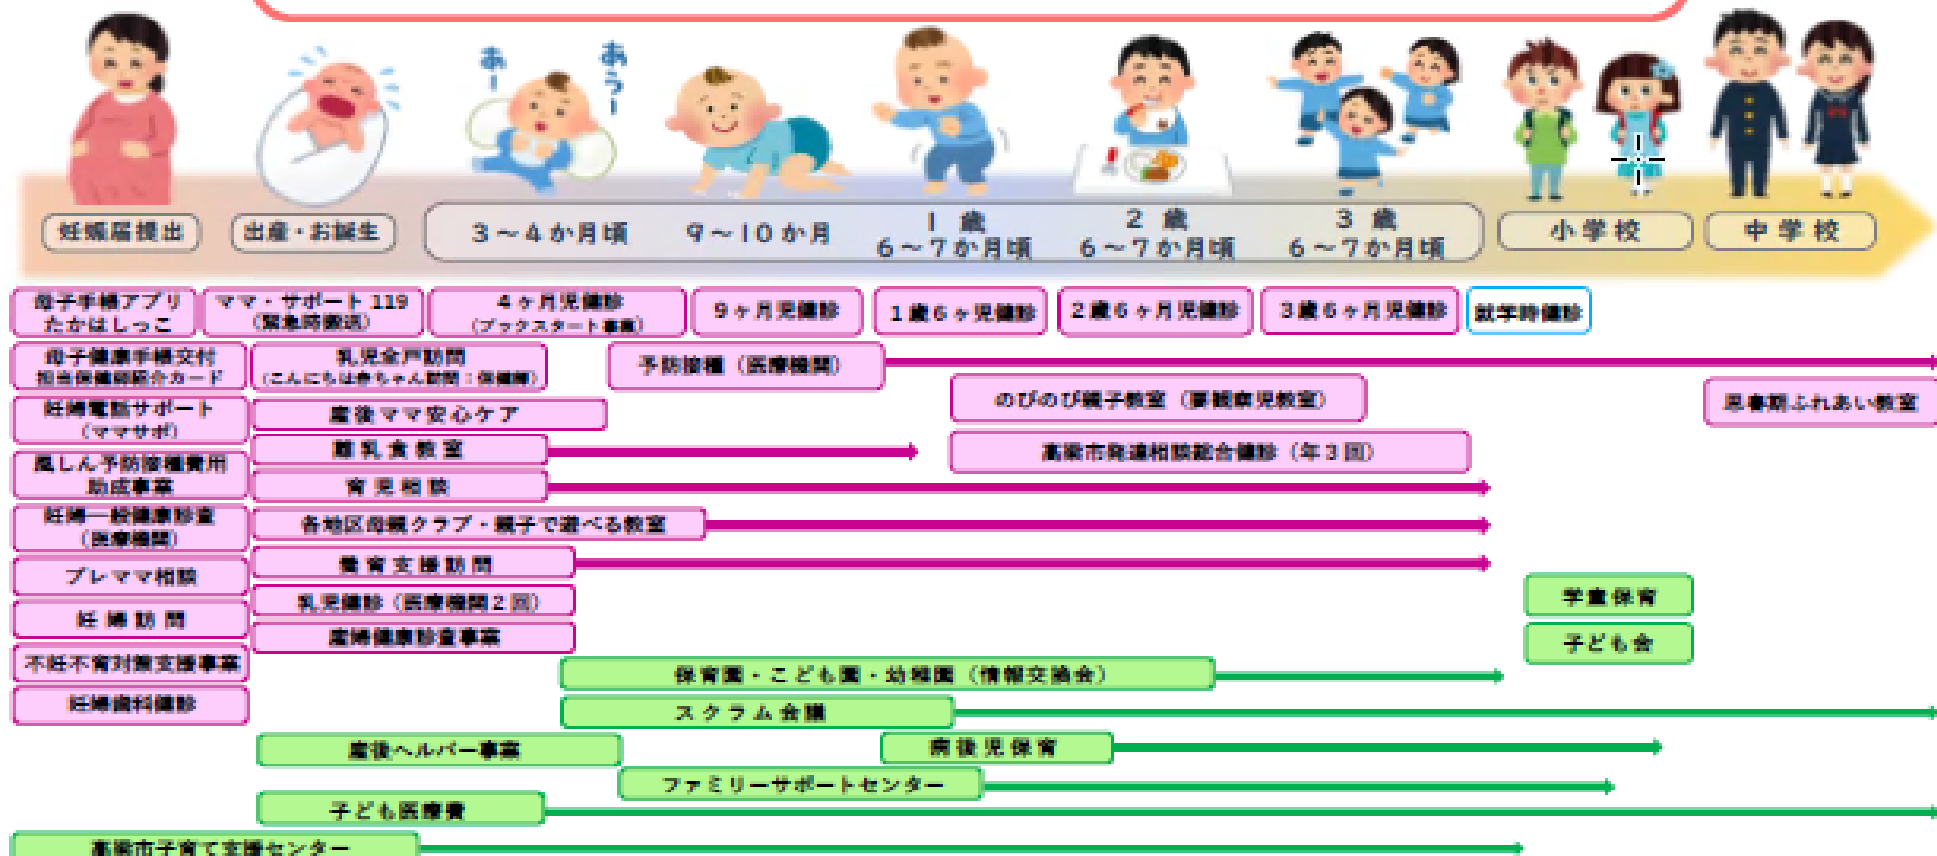 あー
あうー
妊娠届提出
出産・お誕生
3～4か月頃
9～10か月
1歳
6～7か月頃
2歳
6～7か月頃
3歳
6～7か月頃
小学校
中学校
母子手帳アプリ
たかはしっこ
ママ・サポート119
(緊急時搬送)
4ヶ月児健診
(ブックスタート事業)
9ヶ月児健診
1歳6ヶ児健診
2歳6ヶ月児健診
3歳6ヶ月児健診
就学時健診
母子健康手帳交付
担当保健師紹介カード
乳児全戸訪問
(こんにちは赤ちゃん訪問：保健師)
予防接種（医療機関）
のびのび親子教室（要観察児教室）
思春期ふれあい教室
妊婦電話サポート
(ママサポ)
産後ママ安心ケア
離乳食教室
高梁市発達相談総合健診（年3回）
風しん予防接種費用
助成事業
育児相談
妊婦一般健康診査
(医療機関)
各地区母親クラブ・親子で遊べる教室
養育支援訪問
プレママ相談
乳児健診（医療機関2回）
学童保育
妊婦訪問
産婦健康診査事業
子ども会
不妊不育対策支援事業
保育園・こども園・幼稚園（情報交換会）
妊婦歯科健診
スクラム会議
産後ヘルパー事業
病後児保育
ファミリーサポートセンター
子ども医療費
高梁市子育て支援センター